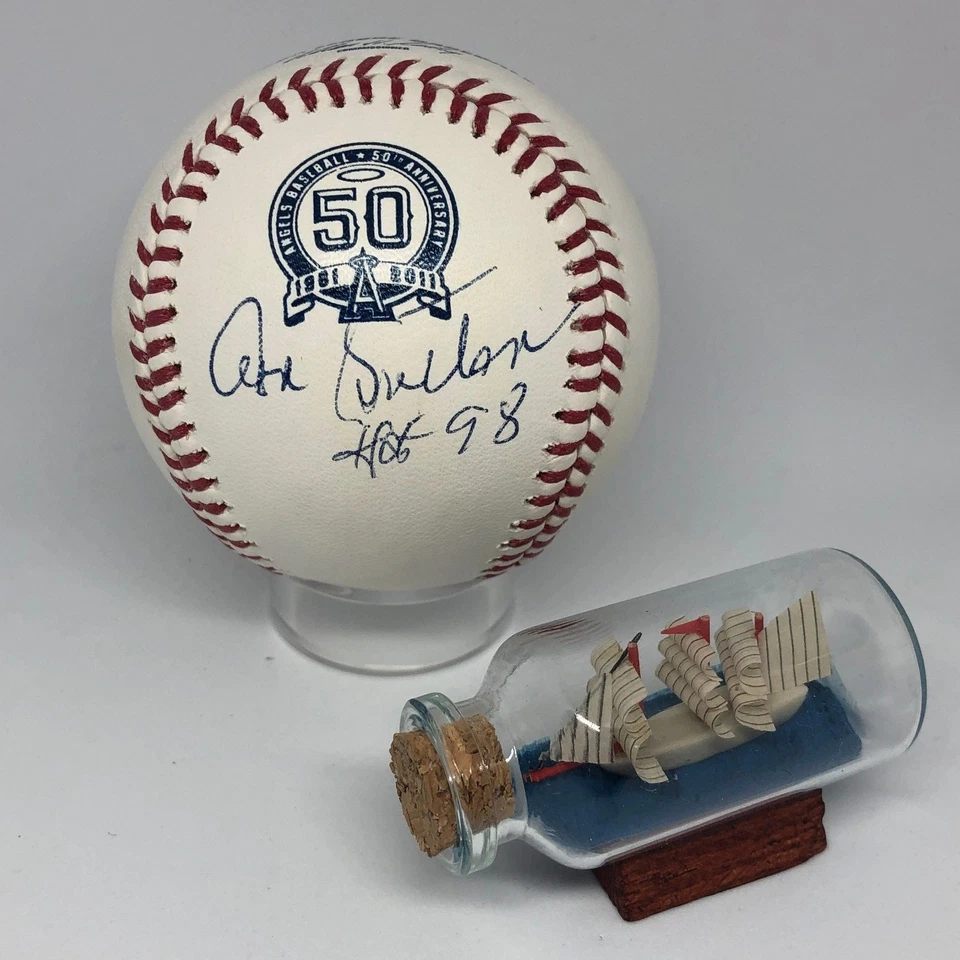 ANGELS BASEBALL ★ 50TH ANNIVERSARY
50
1961 A 2011
Don Sutton
HOF 98